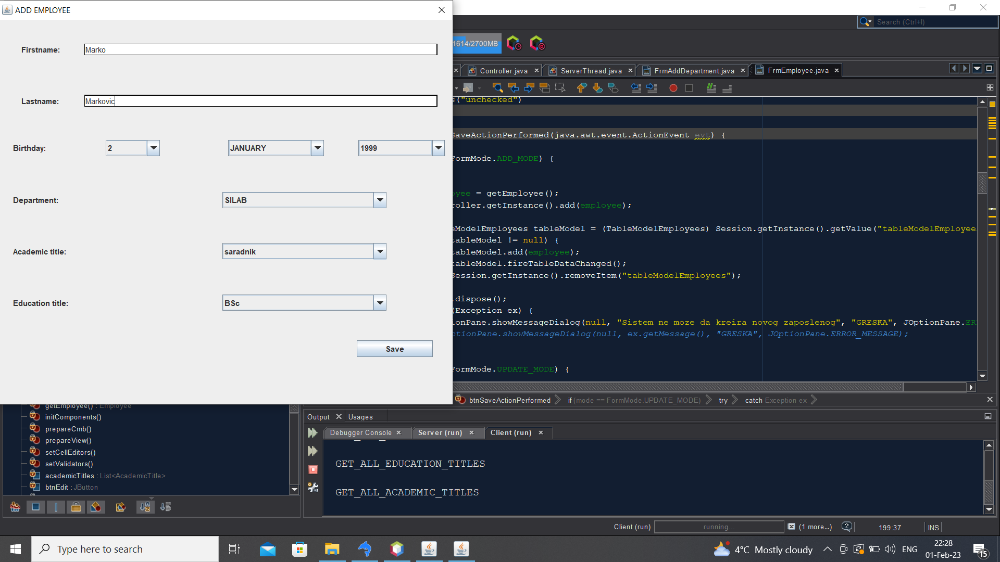 ADD EMPLOYEE
Firstname: Marko
Lastname: Markovic
Birthday: 2 JANUARY 1999
Department: SILAB
Academic title: saradnik
Education title: BSc
Save
Search (Ctrl+I)
1614/2700MB
Controller.java ServerThread.java FrmAddDepartment.java FrmEmployee.java
("unchecked")
SaveActionPerformed(java.awt.event.ActionEvent evt) {
FormMode.ADD_MODE) {
oyee = getEmployee();
roller.getInstance().add(employee);
eModelEmployees tableModel = (TableModelEmployees) Session.getInstance().getValue("tableModelEmployee
tableModel != null) {
tableModel.add(employee);
tableModel.fireTableDataChanged();
Session.getInstance().removeItem("tableModelEmployees");
.dispose();
(Exception ex) {
ionPane.showMessageDialog(null, "Sistem ne moze da kreira novog zaposlenog", "GRESKA", JOptionPane.ER
ptionPane.showMessageDialog(null, ex.getMessage(), "GRESKA", JOptionPane.ERROR_MESSAGE);
FormMode.UPDATE_MODE) {
btnSaveActionPerformed if (mode == FormMode.UPDATE_MODE) try catch Exception ex
getEmployee() : Employee
initComponents()
prepareCmb()
prepareView()
setCellEditors()
setValidators()
academicTitles : List<AcademicTitle>
btnEdit : JButton
Output Usages
Debugger Console Server (run) Client (run)
GET_ALL_EDUCATION_TITLES
GET_ALL_ACADEMIC_TITLES
Client (run) running... (1 more...) 2 199:37 INS
Type here to search
4°C Mostly cloudy ENG
22:28
01-Feb-23
15